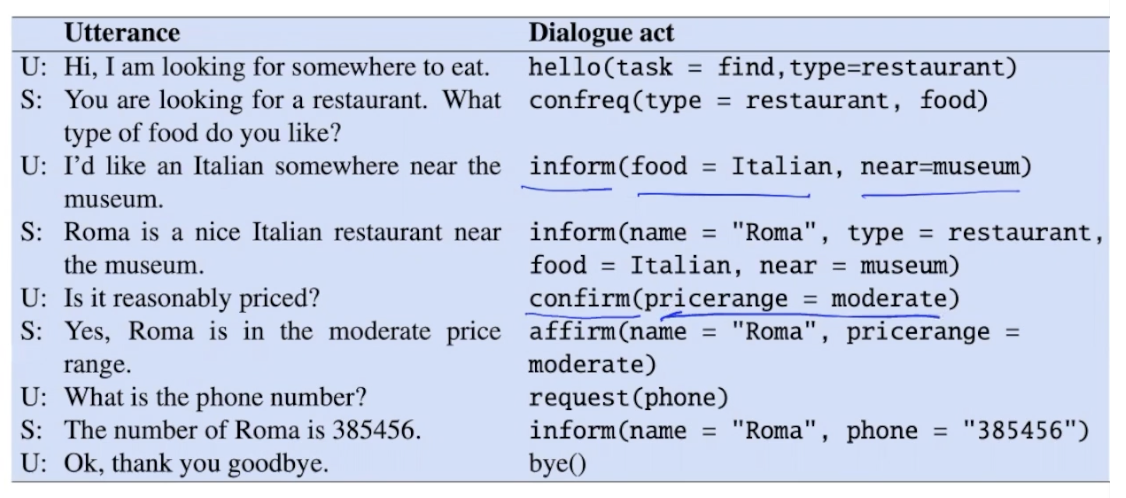 Utterance Dialogue act
U: Hi, I am looking for somewhere to eat. hello(task = find,type=restaurant)
S: You are looking for a restaurant. What confreq(type = restaurant, food)
type of food do you like?
U: I'd like an Italian somewhere near the inform(food = Italian, near=museum)
museum.
S: Roma is a nice Italian restaurant near inform(name = "Roma", type = restaurant,
the museum. food = Italian, near = museum)
U: Is it reasonably priced? confirm(pricerange = moderate)
S: Yes, Roma is in the moderate price affirm(name = "Roma", pricerange =
range. moderate)
U: What is the phone number? request(phone)
S: The number of Roma is 385456. inform(name = "Roma", phone = "385456")
U: Ok, thank you goodbye. bye()